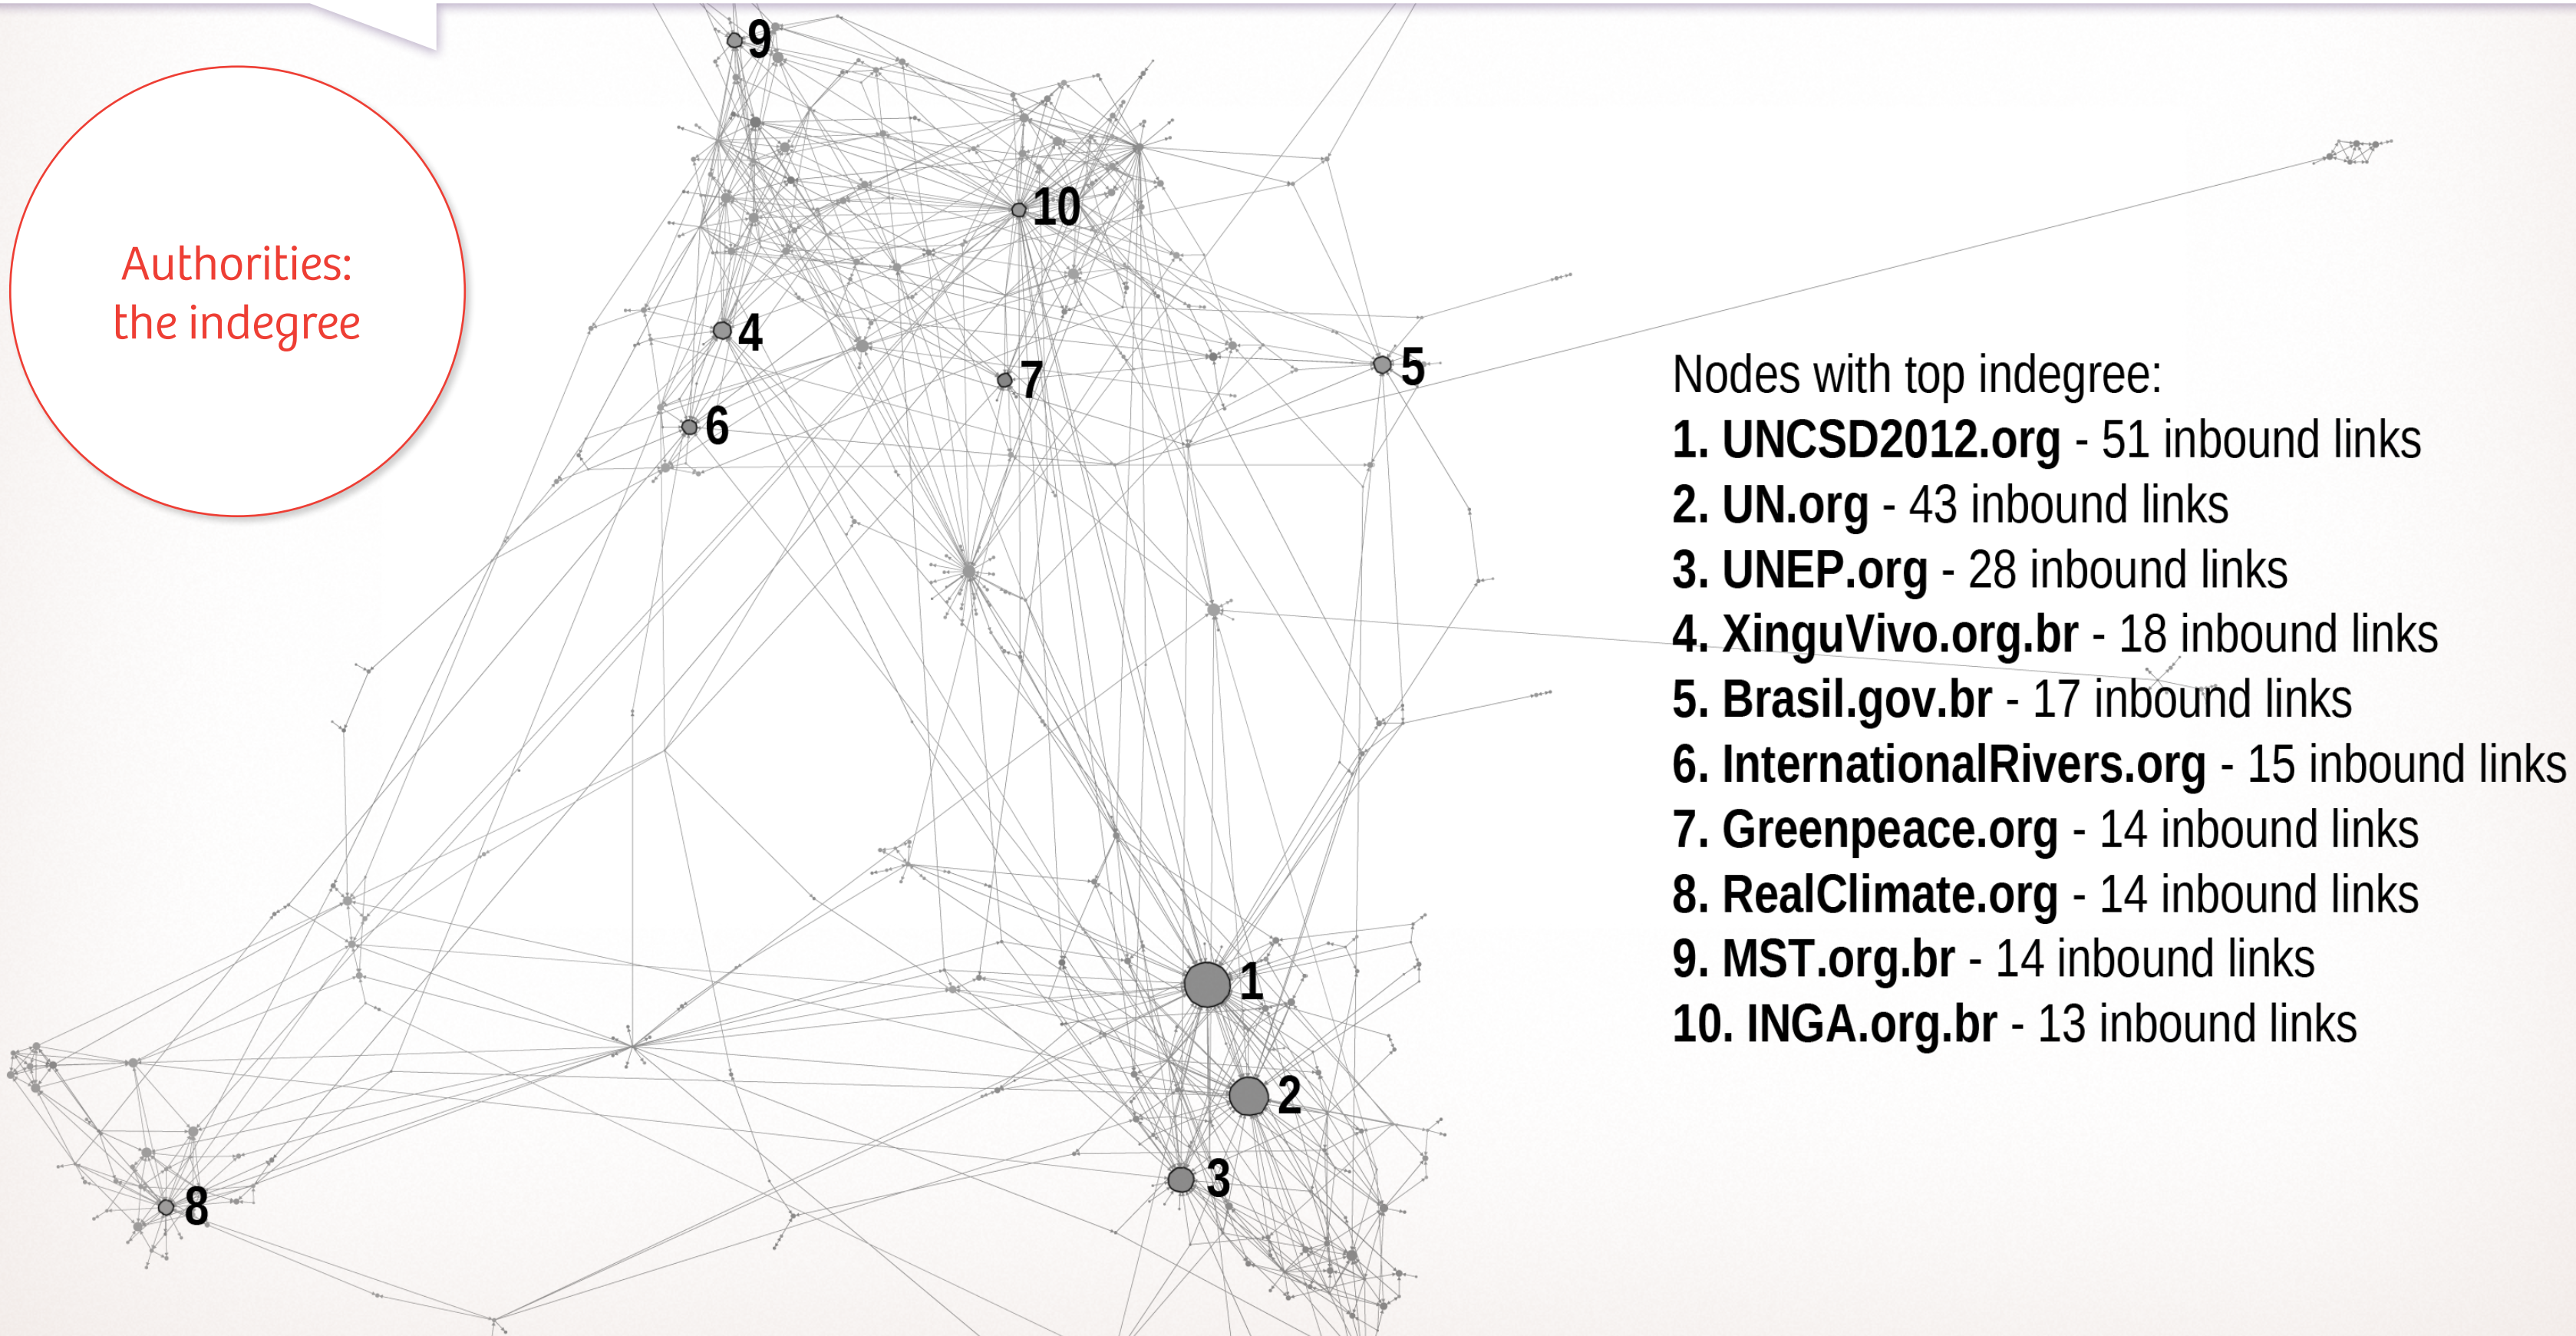 Authorities:
the indegree
9
10
4
7
5
6
1
2
3
8
Nodes with top indegree:
1. UNCSD2012.org - 51 inbound links
2. UN.org - 43 inbound links
3. UNEP.org - 28 inbound links
4. XinguVivo.org.br - 18 inbound links
5. Brasil.gov.br - 17 inbound links
6. InternationalRivers.org - 15 inbound links
7. Greenpeace.org - 14 inbound links
8. RealClimate.org - 14 inbound links
9. MST.org.br - 14 inbound links
10. INGA.org.br - 13 inbound links